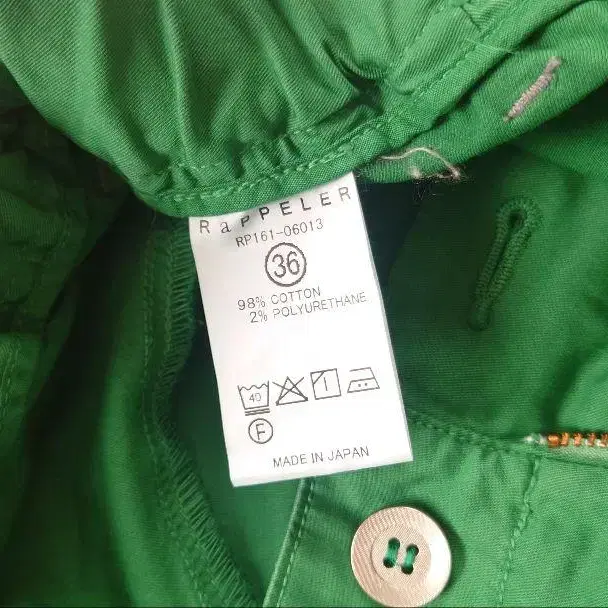 RaPPELER
RP161-06013
36
98% COTTON
2% POLYURETHANE
40
F
MADE IN JAPAN